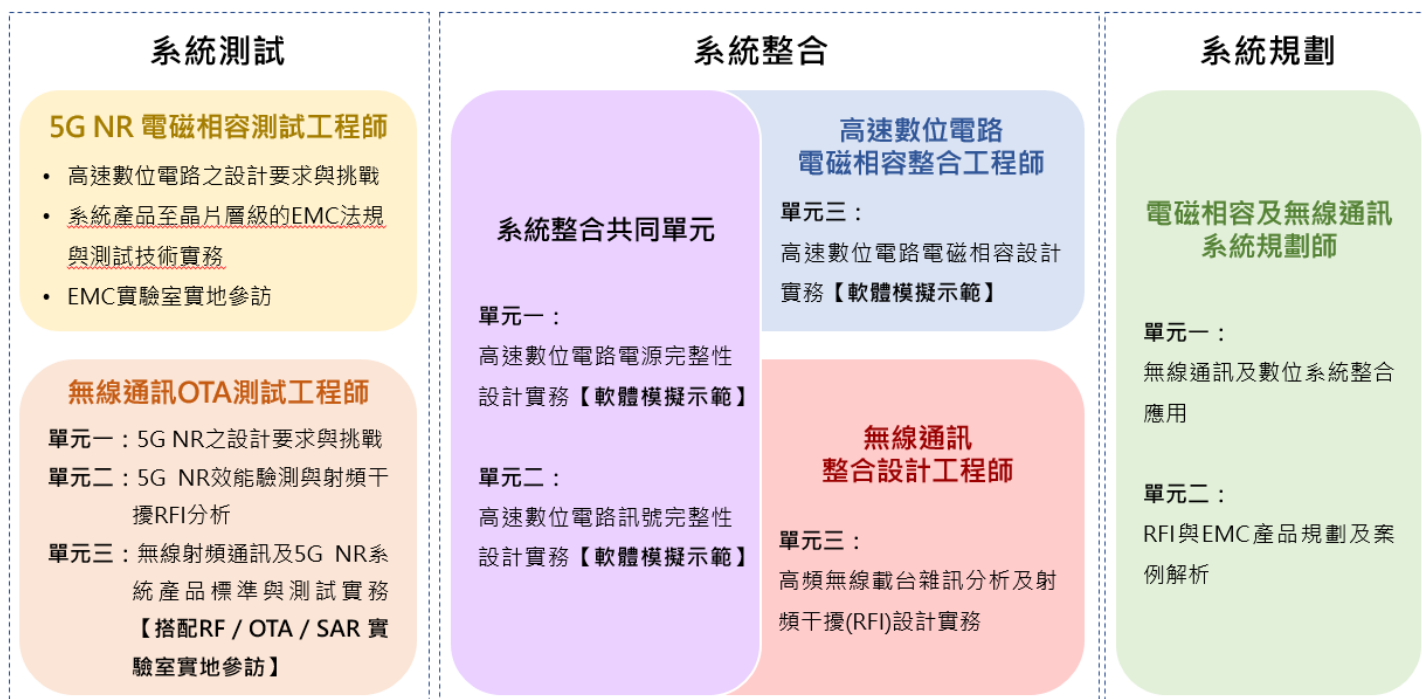 系統測試
5G NR 電磁相容測試工程師
• 高速數位電路之設計要求與挑戰
• 系統產品至晶片層級的EMC法規
與測試技術實務
• EMC實驗室實地參訪
無線通訊OTA測試工程師
單元一：5G NR之設計要求與挑戰
單元二：5G NR效能驗測與射頻干
擾RFI分析
單元三：無線射頻通訊及5G NR系
統產品標準與測試實務
【搭配RF / OTA / SAR 實
驗室實地參訪】
系統整合
系統整合共同單元
單元一：
高速數位電路電源完整性
設計實務【軟體模擬示範】
單元二：
高速數位電路訊號完整性
設計實務【軟體模擬示範】
高速數位電路
電磁相容整合工程師
單元三：
高速數位電路電磁相容設計
實務【軟體模擬示範】
無線通訊
整合設計工程師
單元三：
高頻無線載台雜訊分析及射
頻干擾(RFI)設計實務
系統規劃
電磁相容及無線通訊
系統規劃師
單元一：
無線通訊及數位系統整合
應用
單元二：
RFI與EMC產品規劃及案
例解析